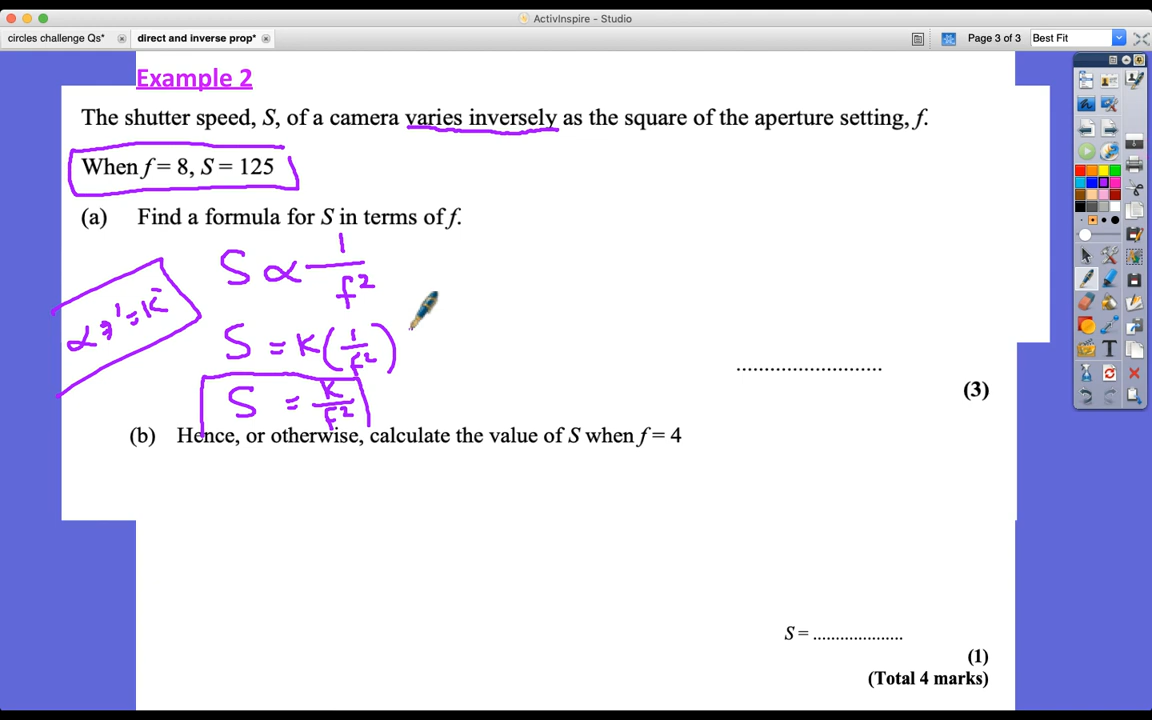 ActivInspire - Studio
circles challenge Qs*
direct and inverse prop*
Page 3 of 3
Best Fit
Example 2
The shutter speed, S, of a camera varies inversely as the square of the aperture setting, f.
When f = 8, S = 125
(a) Find a formula for S in terms of f.
S ∝ 1/f²
S = K(1/f²)
S = K/f²
..........................
(3)
(b) Hence, or otherwise, calculate the value of S when f = 4
S = ....................
(1)
(Total 4 marks)